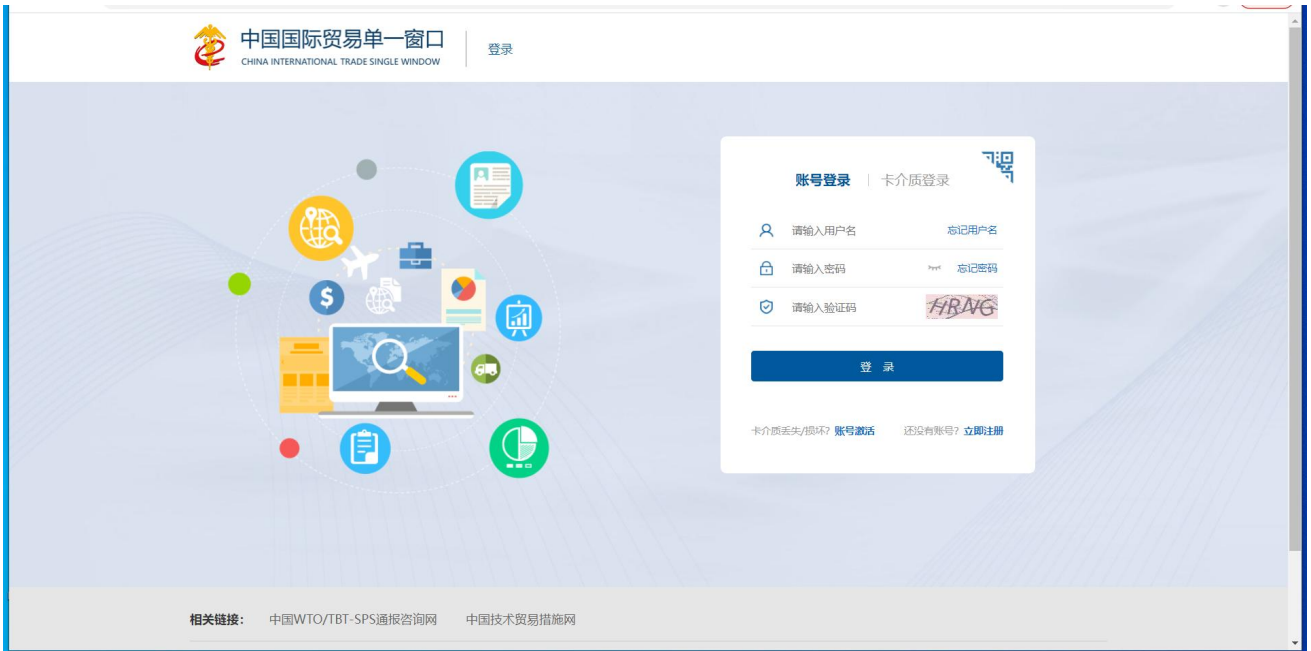 中国国际贸易单一窗口
CHINA INTERNATIONAL TRADE SINGLE WINDOW
登录
账号登录 卡介质登录
请输入用户名 忘记用户名
请输入密码 忘记密码
请输入验证码 HRNG
登 录
卡介质丢失/损坏? 账号激活 还没有账号? 立即注册
相关链接: 中国WTO/TBT-SPS通报咨询网 中国技术贸易措施网